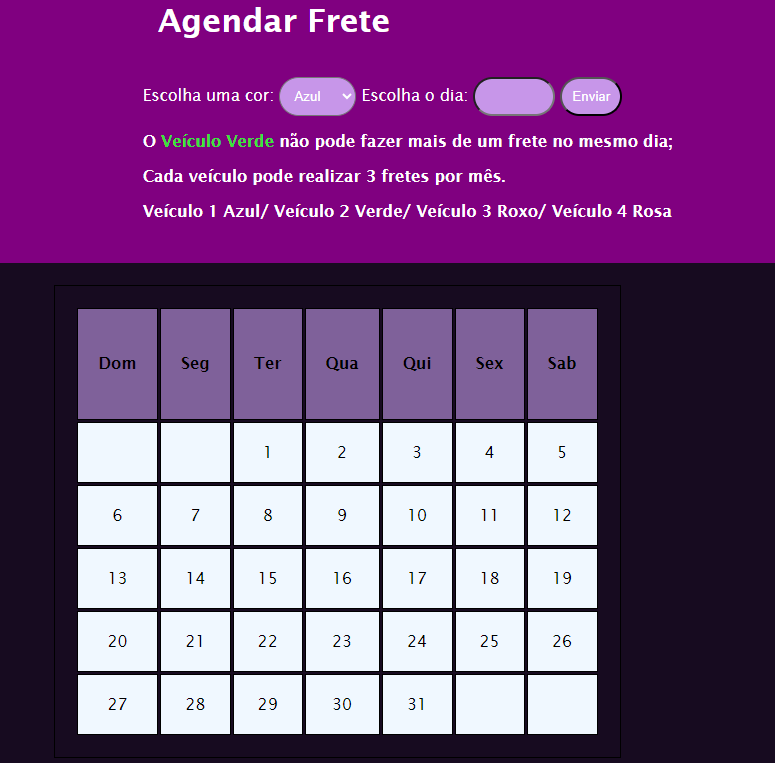 Agendar Frete
Escolha uma cor: Azul Escolha o dia: Enviar
O Veículo Verde não pode fazer mais de um frete no mesmo dia;
Cada veículo pode realizar 3 fretes por mês.
Veículo 1 Azul/ Veículo 2 Verde/ Veículo 3 Roxo/ Veículo 4 Rosa
Dom Seg Ter Qua Qui Sex Sab
1 2 3 4 5
6 7 8 9 10 11 12
13 14 15 16 17 18 19
20 21 22 23 24 25 26
27 28 29 30 31